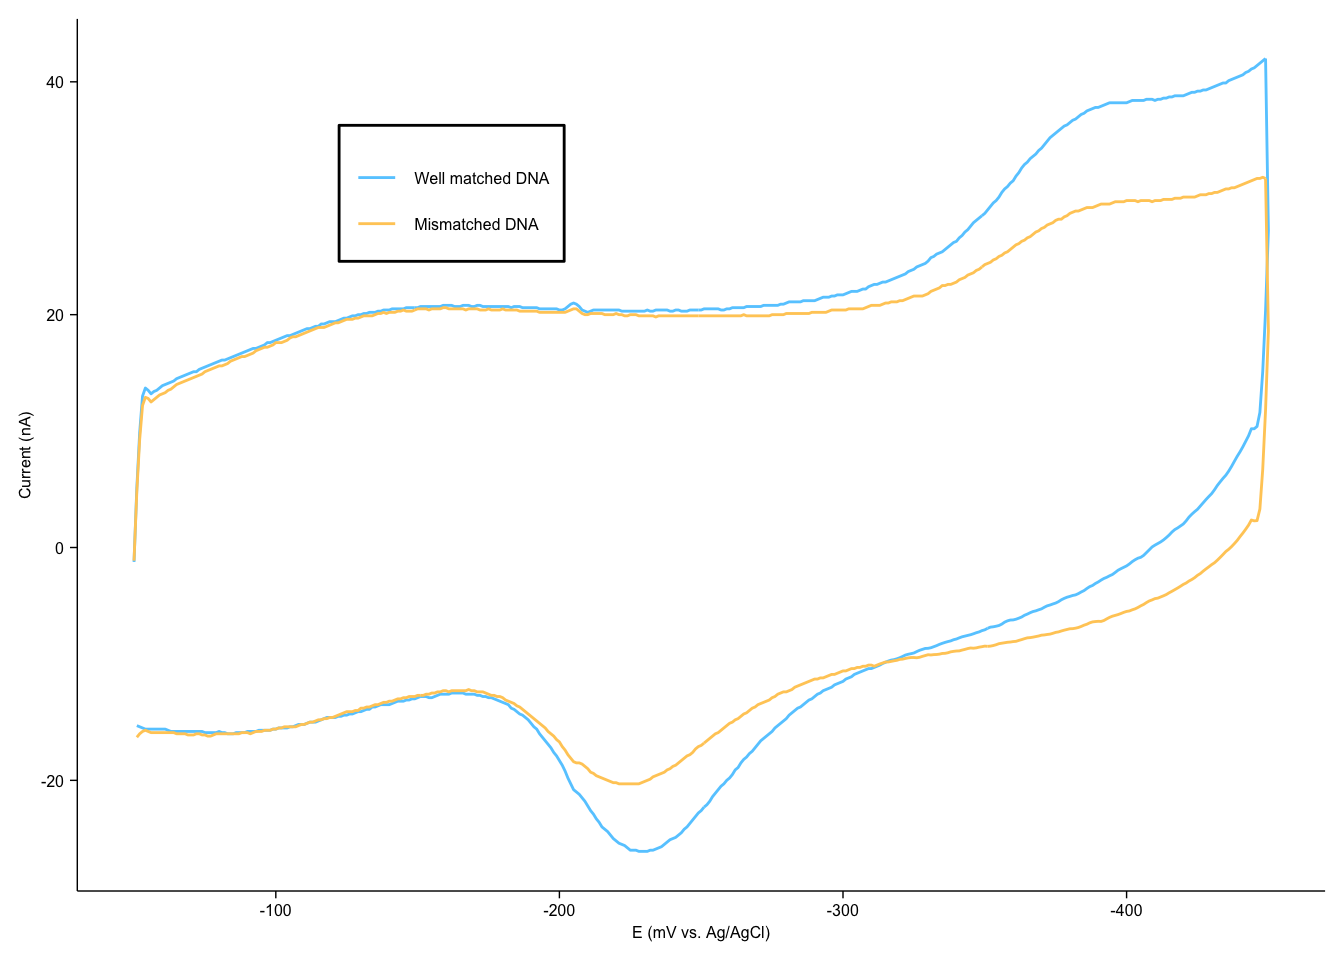 40
20
0
-20
Current (nA)
Well matched DNA
Mismatched DNA
-100 -200 -300 -400
E (mV vs. Ag/AgCl)